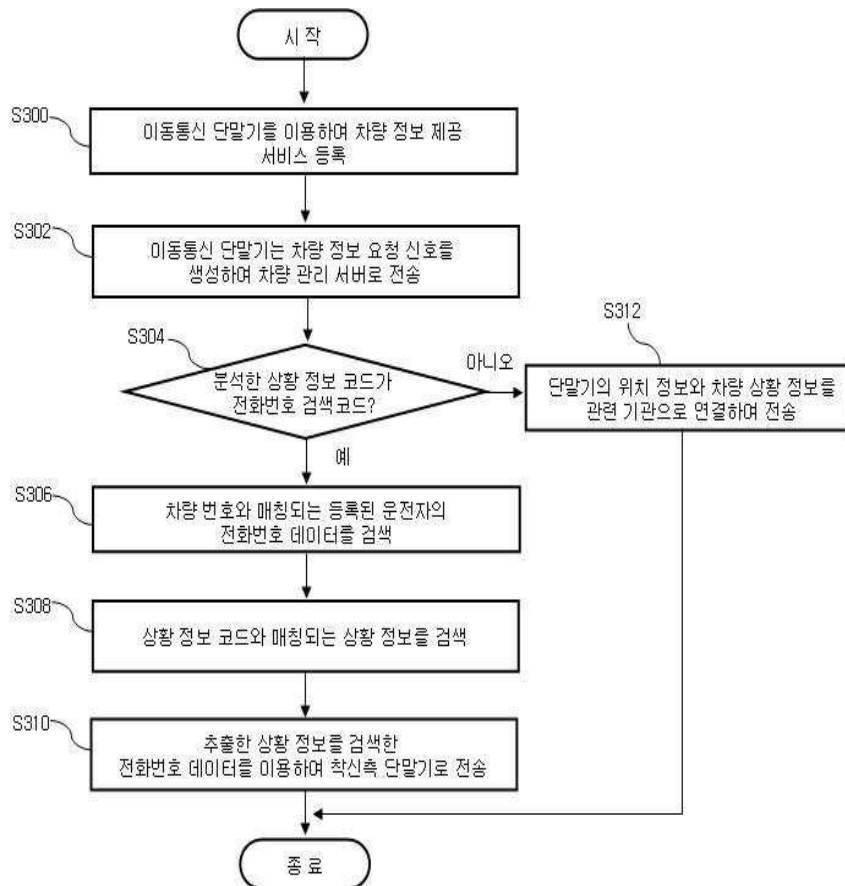 시 작
S300
이동통신 단말기를 이용하여 차량 정보 제공
서비스 등록
S302
이동통신 단말기는 차량 정보 요청 신호를
생성하여 차량 관리 서버로 전송
S304
분석한 상황 정보 코드가
전화번호 검색코드?
아니오
S312
단말기의 위치 정보와 차량 상황 정보를
관련 기관으로 연결하여 전송
예
S306
차량 번호와 매칭되는 등록된 운전자의
전화번호 데이터를 검색
S308
상황 정보 코드와 매칭되는 상황 정보를 검색
S310
추출한 상황 정보를 검색한
전화번호 데이터를 이용하여 착신측 단말기로 전송
종 료